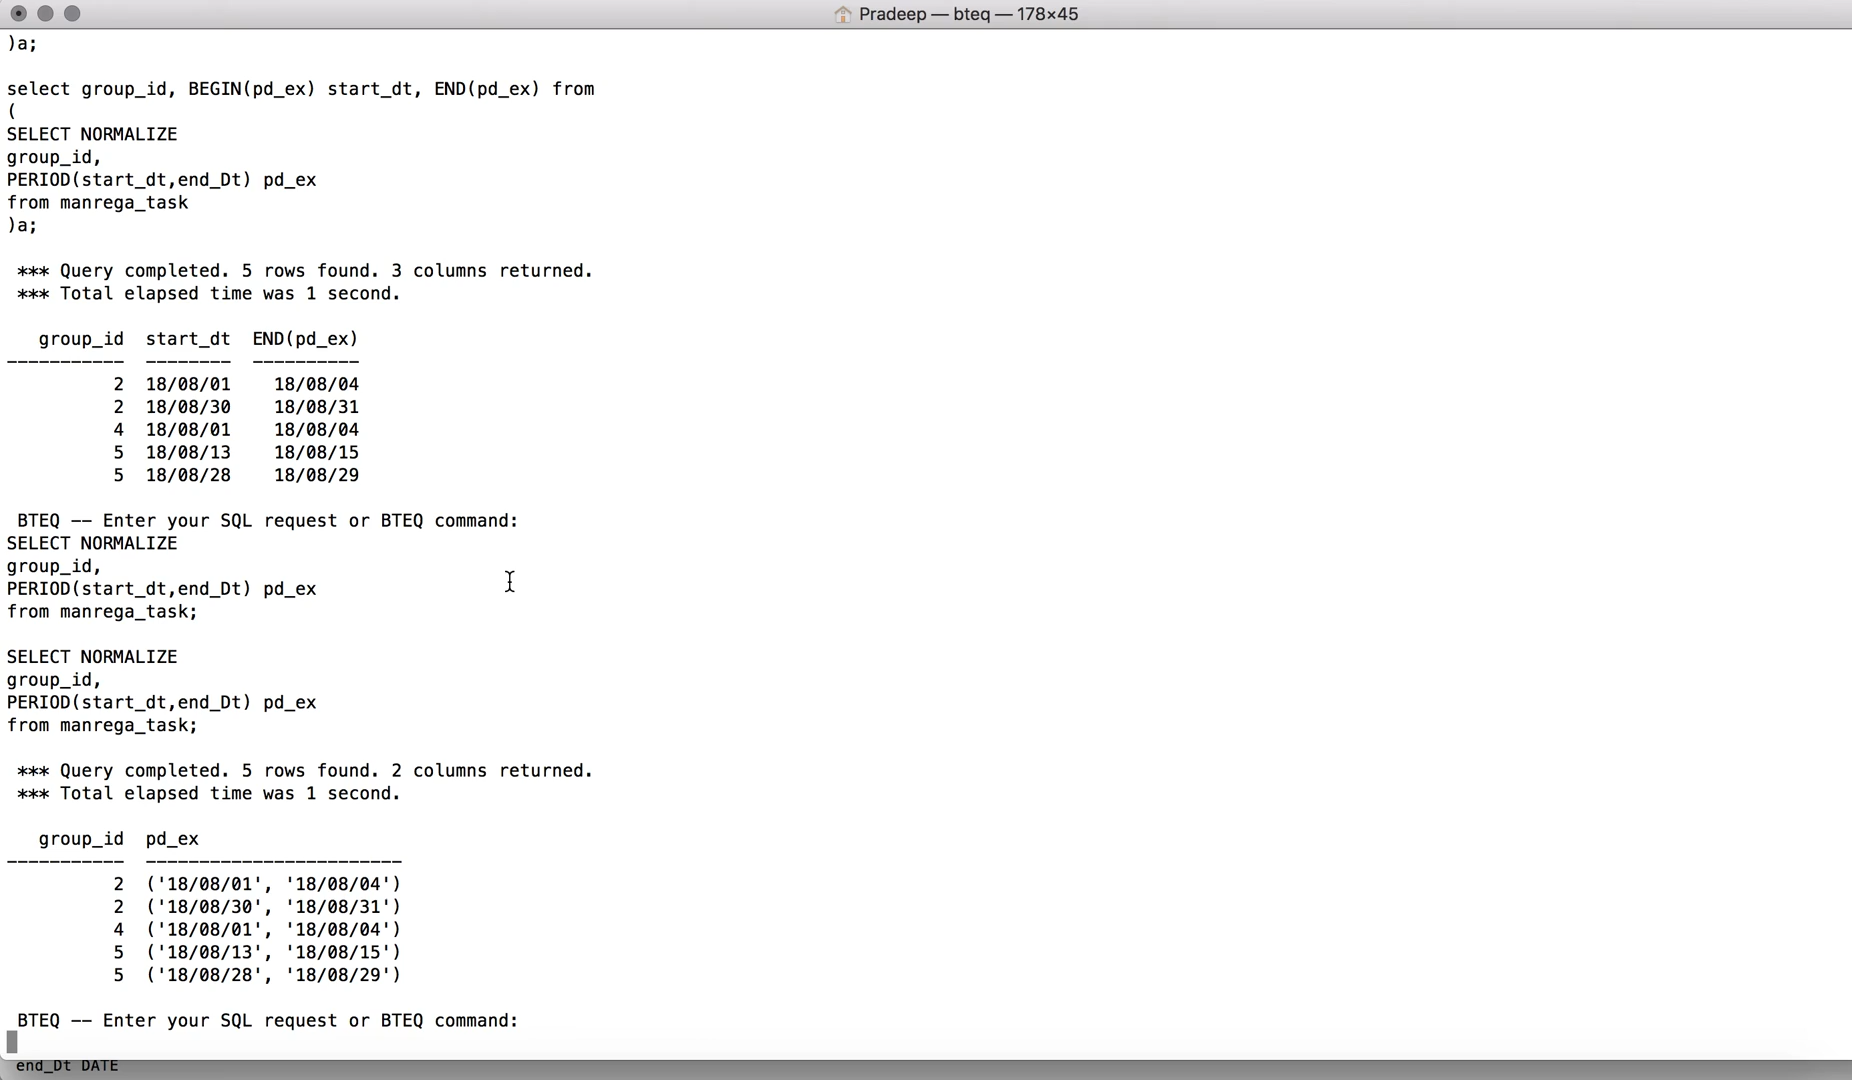 Pradeep — bteq — 178×45
)a;
select group_id, BEGIN(pd_ex) start_dt, END(pd_ex) from
(
SELECT NORMALIZE
group_id,
PERIOD(start_dt,end_Dt) pd_ex
from manrega_task
)a;
*** Query completed. 5 rows found. 3 columns returned.
*** Total elapsed time was 1 second.
group_id  start_dt  END(pd_ex)
-----------  --------  ----------
2  18/08/01    18/08/04
2  18/08/30    18/08/31
4  18/08/01    18/08/04
5  18/08/13    18/08/15
5  18/08/28    18/08/29
BTEQ -- Enter your SQL request or BTEQ command:
SELECT NORMALIZE
group_id,
PERIOD(start_dt,end_Dt) pd_ex
from manrega_task;
SELECT NORMALIZE
group_id,
PERIOD(start_dt,end_Dt) pd_ex
from manrega_task;
*** Query completed. 5 rows found. 2 columns returned.
*** Total elapsed time was 1 second.
group_id  pd_ex
-----------  ------------------------
2  ('18/08/01', '18/08/04')
2  ('18/08/30', '18/08/31')
4  ('18/08/01', '18/08/04')
5  ('18/08/13', '18/08/15')
5  ('18/08/28', '18/08/29')
BTEQ -- Enter your SQL request or BTEQ command:
end_Dt DATE